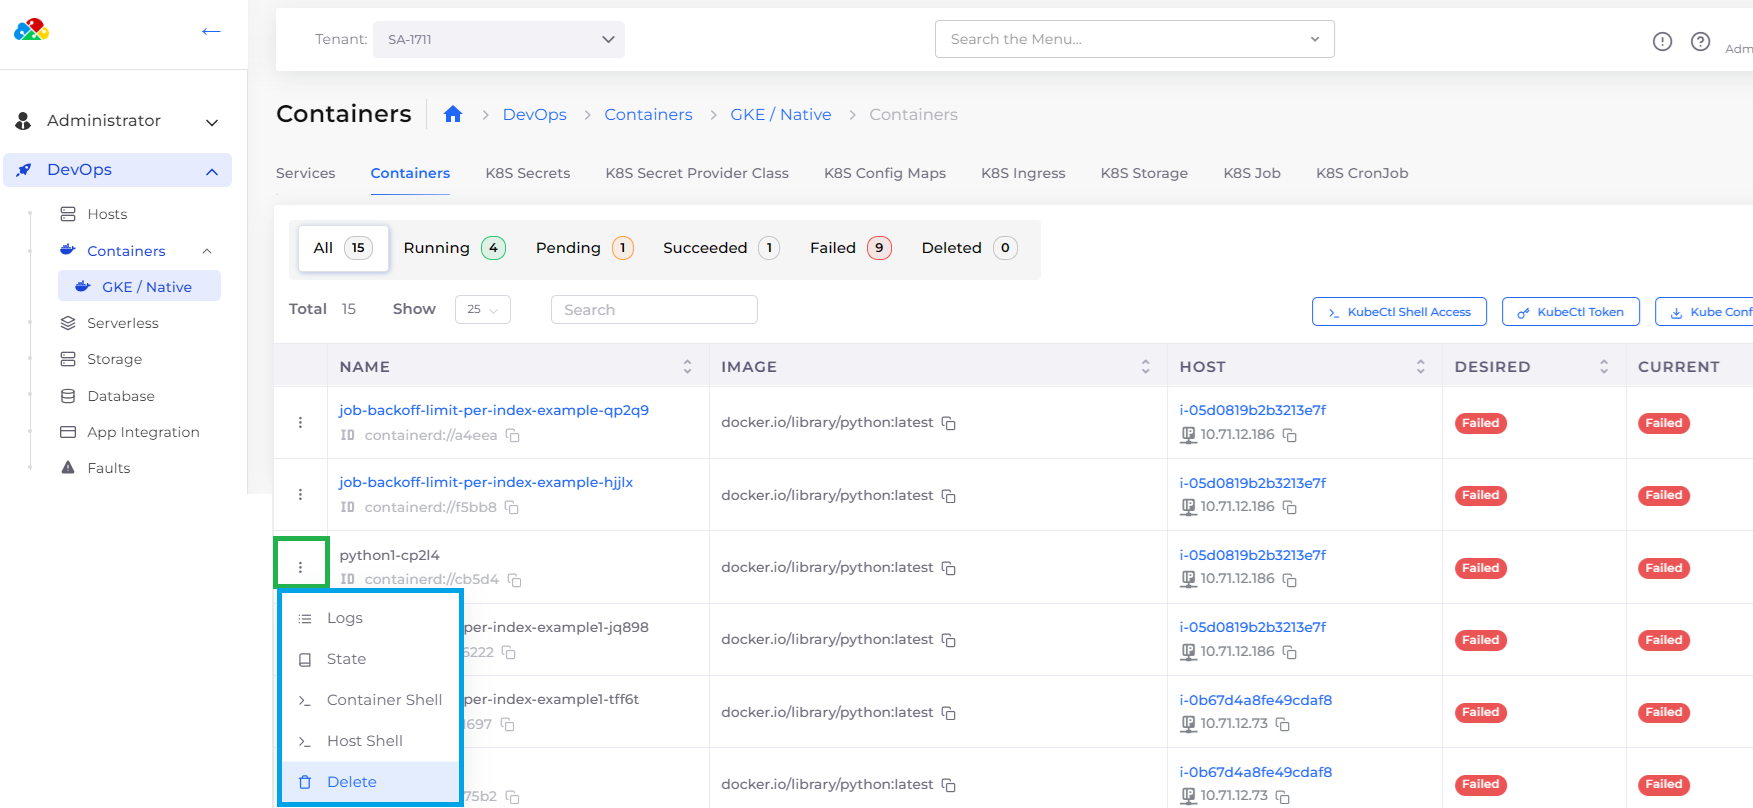 Tenant: SA-1711 Search the Menu... Adm
Administrator
DevOps
Hosts
Containers
GKE / Native
Serverless
Storage
Database
App Integration
Faults
Containers DevOps Containers GKE / Native Containers
Services Containers K8S Secrets K8S Secret Provider Class K8S Config Maps K8S Ingress K8S Storage K8S Job K8S CronJob
All 15 Running 4 Pending 1 Succeeded 1 Failed 9 Deleted 0
Total 15 Show 25 Search KubeCtl Shell Access KubeCtl Token Kube Conf
NAME IMAGE HOST DESIRED CURRENT
job-backoff-limit-per-index-example-qp2q9
ID containerd://a4eea
docker.io/library/python:latest
i-05d0819b2b3213e7f
IP 10.71.12.186
Failed Failed
job-backoff-limit-per-index-example-hjjlx
ID containerd://f5bb8
docker.io/library/python:latest
i-05d0819b2b3213e7f
IP 10.71.12.186
Failed Failed
python1-cp2l4
ID containerd://cb5d4
docker.io/library/python:latest
i-05d0819b2b3213e7f
IP 10.71.12.186
Failed Failed
per-index-example1-jq898
6222
docker.io/library/python:latest
i-05d0819b2b3213e7f
IP 10.71.12.186
Failed Failed
per-index-example1-tff6t
1697
docker.io/library/python:latest
i-0b67d4a8fe49cdaf8
IP 10.71.12.73
Failed Failed
75b2
docker.io/library/python:latest
i-0b67d4a8fe49cdaf8
IP 10.71.12.73
Failed Failed
Logs
State
Container Shell
Host Shell
Delete